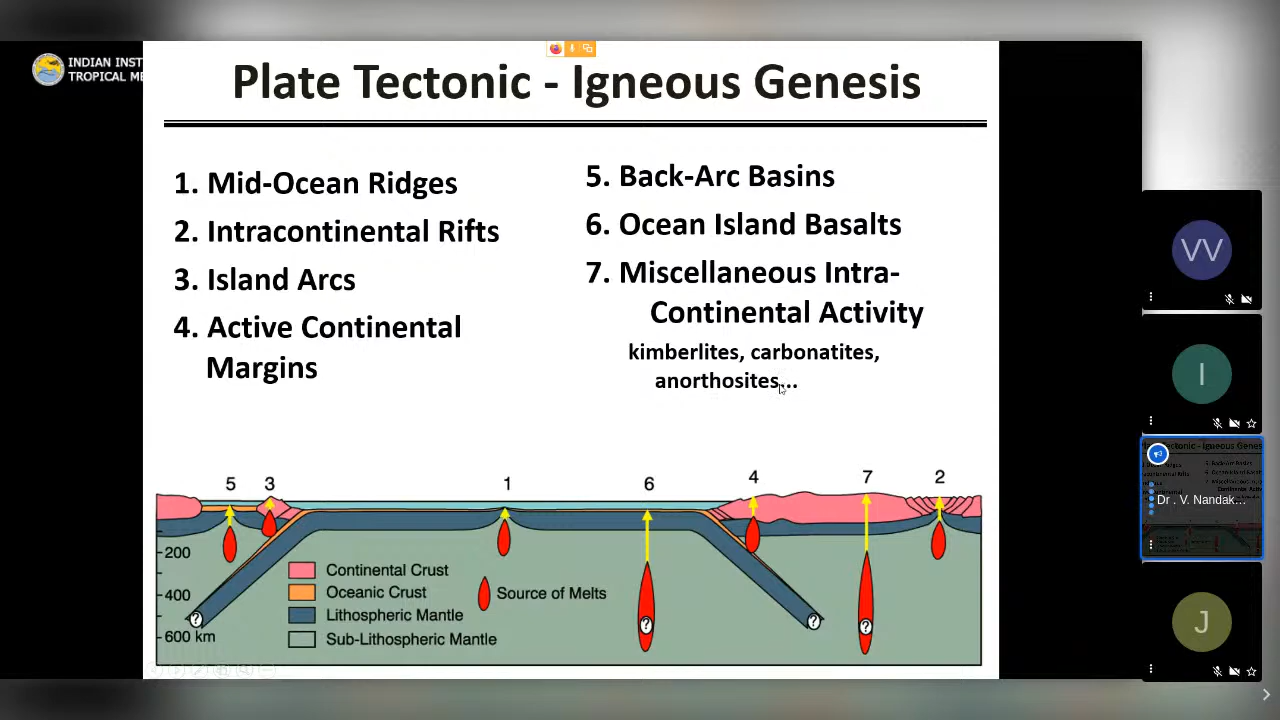 INDIAN INST
TROPICAL ME
Plate Tectonic - Igneous Genesis
1. Mid-Ocean Ridges
2. Intracontinental Rifts
3. Island Arcs
4. Active Continental
Margins
5. Back-Arc Basins
6. Ocean Island Basalts
7. Miscellaneous Intra-
Continental Activity
kimberlites, carbonatites,
anorthosites...
5 3 1 6 4 7 2
200
400
600 km
Continental Crust
Oceanic Crust
Lithospheric Mantle
Sub-Lithospheric Mantle
Source of Melts
? ? ? ?
VV
I
Dr . V. Nandak...
J